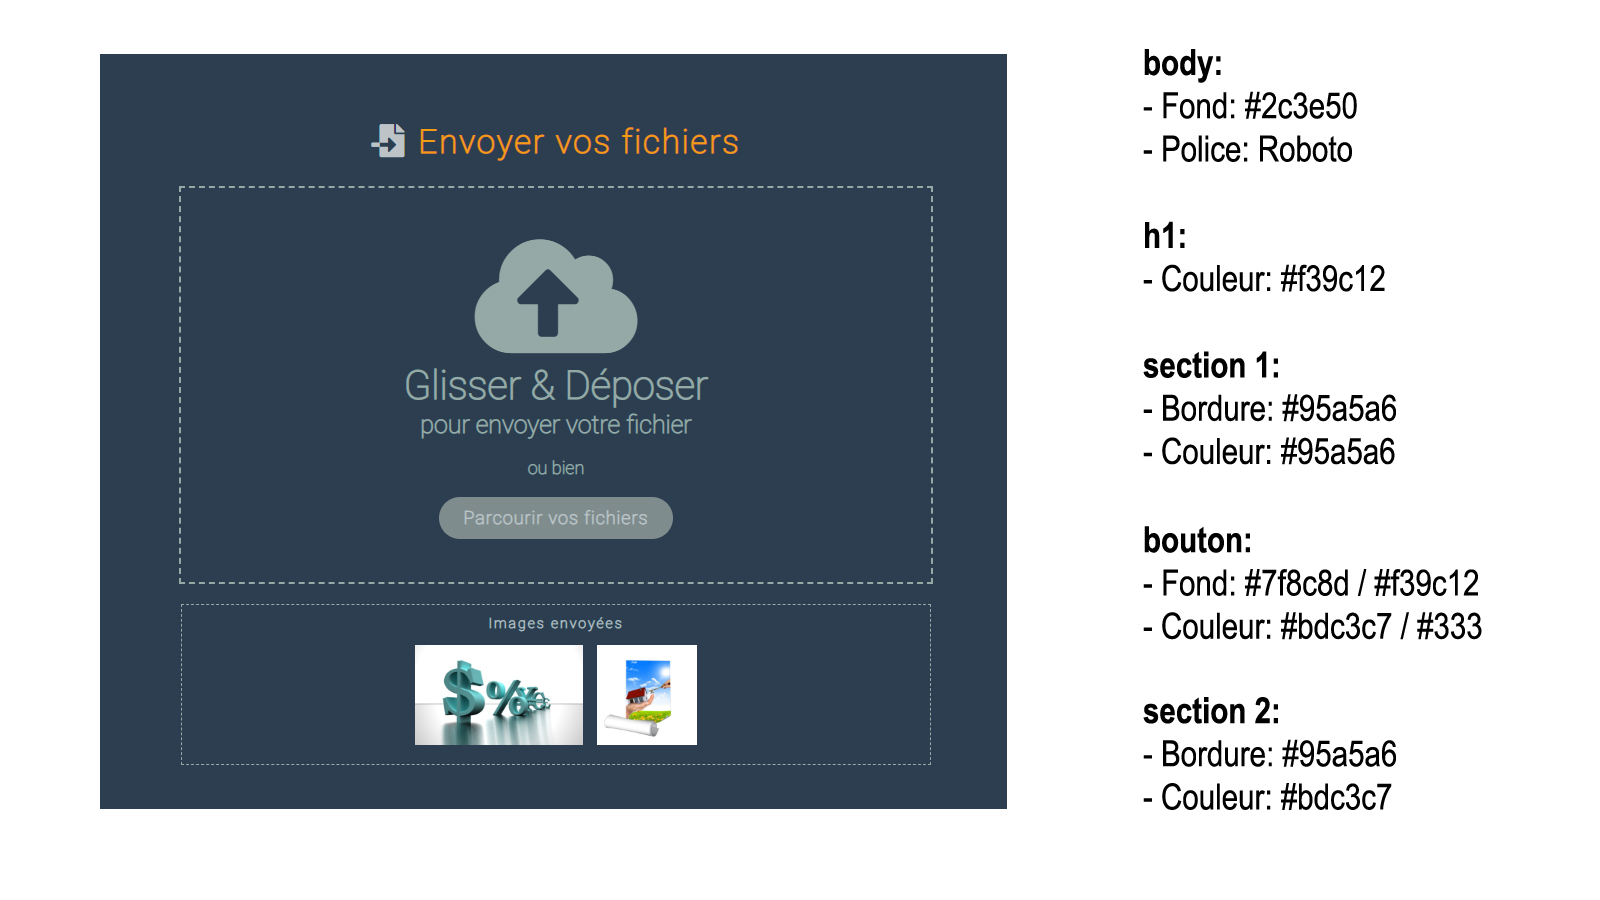 Envoyer vos fichiers
Glisser & Déposer
pour envoyer votre fichier
ou bien
Parcourir vos fichiers
Images envoyées
$%
body:
- Fond: #2c3e50
- Police: Roboto
h1:
- Couleur: #f39c12
section 1:
- Bordure: #95a5a6
- Couleur: #95a5a6
bouton:
- Fond: #7f8c8d / #f39c12
- Couleur: #bdc3c7 / #333
section 2:
- Bordure: #95a5a6
- Couleur: #bdc3c7